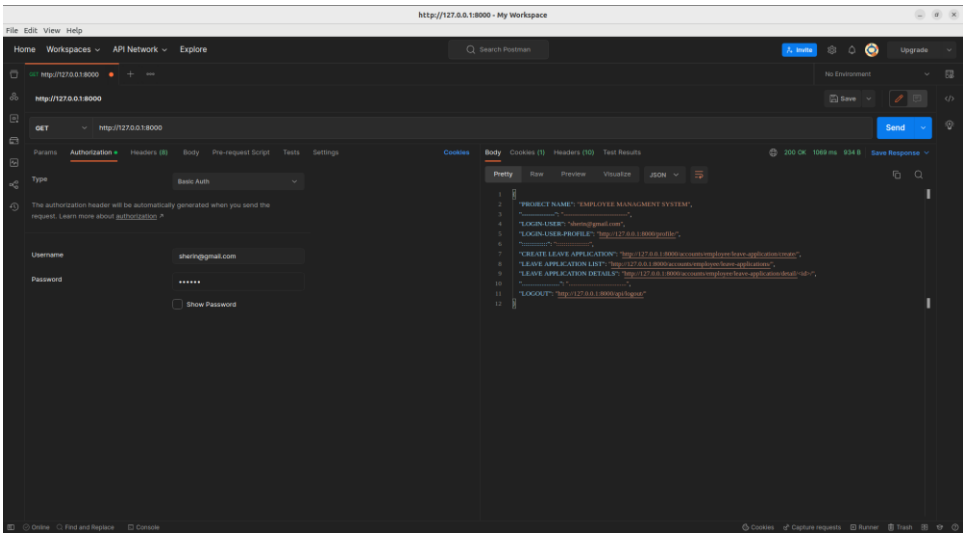 http://127.0.0.1:8000 - My Workspace
File Edit View Help
Home Workspaces API Network Explore
Search Postman
Invite
Upgrade
GET http://127.0.0.1:8000
No Environment
http://127.0.0.1:8000
Save
GET http://127.0.0.1:8000
Send
Params Authorization Headers (8) Body Pre-request Script Tests Settings
Cookies
Body Cookies (1) Headers (10) Test Results
200 OK 1069 ms 934 B Save Response
Pretty Raw Preview Visualize JSON
Type
Basic Auth
The authorization header will be automatically generated when you send the
request. Learn more about authorization
Username
sherin@gmail.com
Password
••••••
Show Password
1 {
2 "PROJECT NAME": "EMPLOYEE MANAGMENT SYSTEM",
3
4 "LOGIN-USER": "sherin@gmail.com",
5 "LOGIN-USER-PROFILE": "http://127.0.0.1:8000/profile/",
6
7 "CREATE LEAVE APPLICATION": "http://127.0.0.1:8000/accounts/employee/leave-application/create/",
8 "LEAVE APPLICATION LIST": "http://127.0.0.1:8000/accounts/employee/leave-applications/",
9 "LEAVE APPLICATION DETAILS": "http://127.0.0.1:8000/accounts/employee/leave-application/detail/<id>/",
10
11 "LOGOUT": "http://127.0.0.1:8000/api/logout/"
12 }
Online Find and Replace Console
Cookies Capture requests Runner Trash